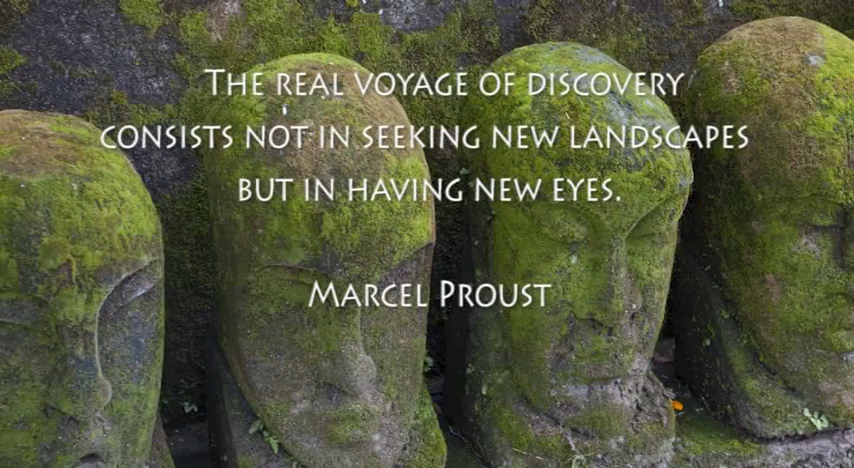 The real voyage of discovery
consists not in seeking new landscapes
but in having new eyes.
Marcel Proust